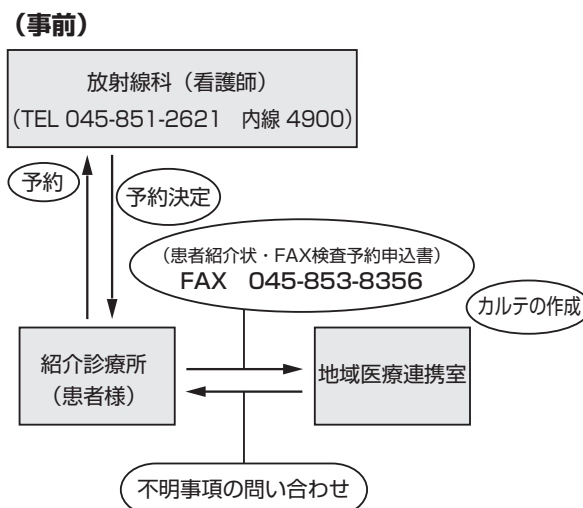 （事前）
放射線科（看護師）
（TEL 045-851-2621　内線 4900）
予約
予約決定
（患者紹介状・FAX検査予約申込書）
FAX　045-853-8356
カルテの作成
紹介診療所
（患者様）
地域医療連携室
不明事項の問い合わせ